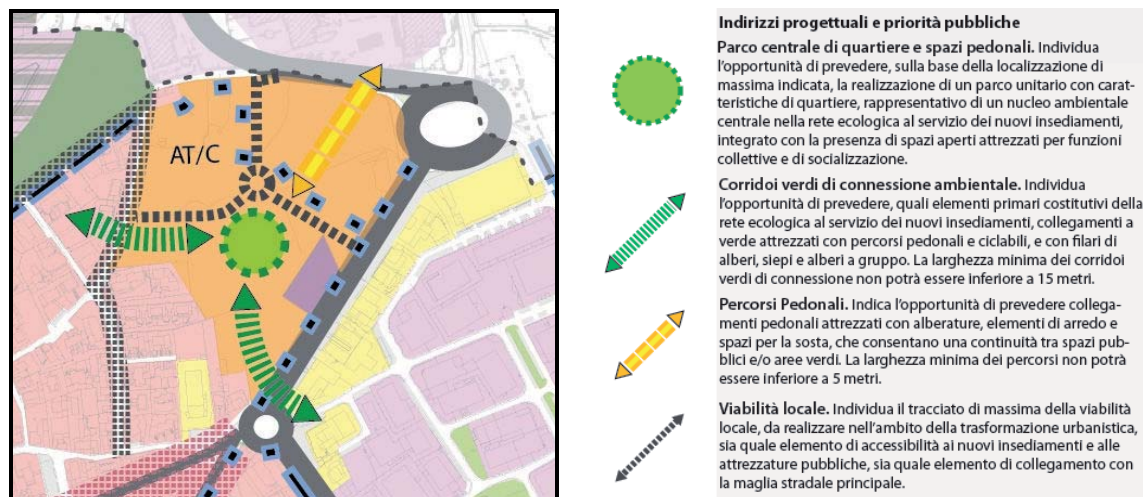 AT/C
Indirizzi progettuali e priorità pubbliche
Parco centrale di quartiere e spazi pedonali. Individua
l'opportunità di prevedere, sulla base della localizzazione di
massima indicata, la realizzazione di un parco unitario con carat-
teristiche di quartiere, rappresentativo di un nucleo ambientale
centrale nella rete ecologica al servizio dei nuovi insediamenti,
integrato con la presenza di spazi aperti attrezzati per funzioni
collettive e di socializzazione.
Corridoi verdi di connessione ambientale. Individua
l'opportunità di prevedere, quali elementi primari costitutivi della
rete ecologica al servizio dei nuovi insediamenti, collegamenti a
verde attrezzati con percorsi pedonali e ciclabili, e con filari di
alberi, siepi e alberi a gruppo. La larghezza minima dei corridoi
verdi di connessione non potrà essere inferiore a 15 metri.
Percorsi Pedonali. Indica l'opportunità di prevedere collega-
menti pedonali attrezzati con alberature, elementi di arredo e
spazi per la sosta, che consentano una continuità tra spazi pub-
blici e/o aree verdi. La larghezza minima dei percorsi non potrà
essere inferiore a 5 metri.
Viabilità locale. Individua il tracciato di massima della viabilità
locale, da realizzare nell'ambito della trasformazione urbanistica,
sia quale elemento di accessibilità ai nuovi insediamenti e alle
attrezzature pubbliche, sia quale elemento di collegamento con
la maglia stradale principale.